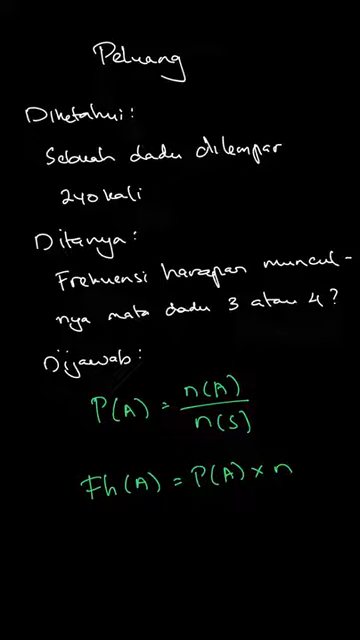 Peluang
Diketahui:
Sebuah dadu dilempar
240 kali
Ditanya:
Frekuensi harapan muncul-
nya mata dadu 3 atau 4?
Dijawab:
P(A) = n(A) / n(S)
Fh(A) = P(A) × n